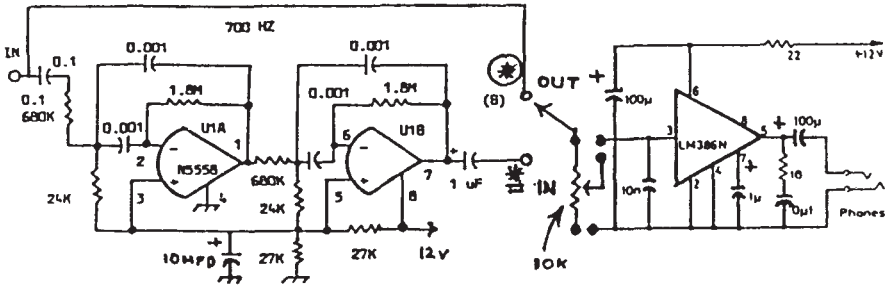 700 HZ
IN
0.1
0.1
680K
0.001
1.8M
0.001
U1A
1
2
3
N5558
4
24K
10MFD
+
680K
24K
27K
27K
0.001
0.001
1.8M
U1B
6
5
7
8
+
1 uF
12V
(8)
OUT
IN
10K
+
100µ
22
+12V
6
3
LM386N
8
5
7
4
2
10n
+
1µ
+
100µ
10
0µ1
Phones